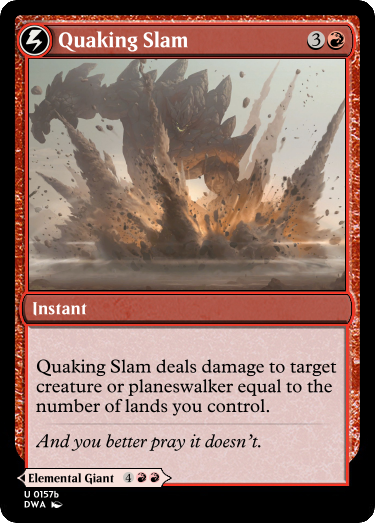 Quaking Slam 3
Instant
Quaking Slam deals damage to target
creature or planeswalker equal to the
number of lands you control.
And you better pray it doesn't.
Elemental Giant 4
U 0157b
DWA